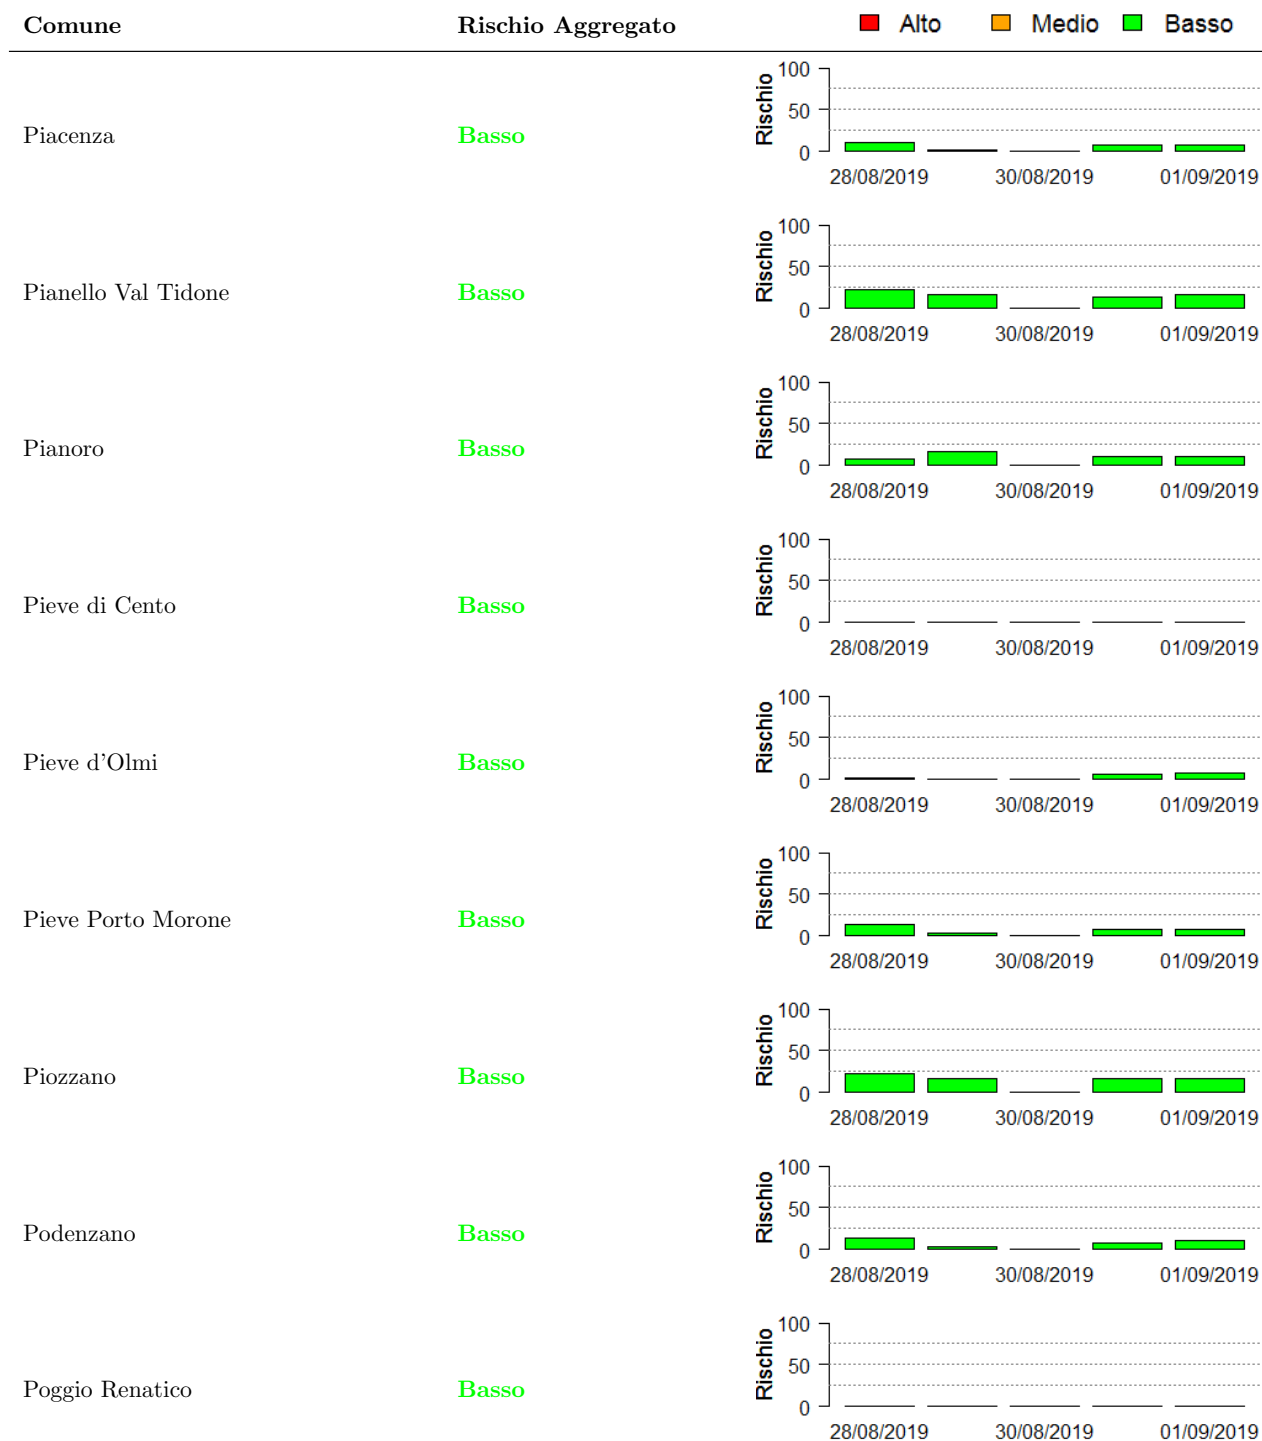 Comune Rischio Aggregato Alto Medio Basso
Piacenza Basso Rischio 100 50 0
28/08/2019 30/08/2019 01/09/2019
Pianello Val Tidone Basso Rischio 100 50 0
28/08/2019 30/08/2019 01/09/2019
Pianoro Basso Rischio 100 50 0
28/08/2019 30/08/2019 01/09/2019
Pieve di Cento Basso Rischio 100 50 0
28/08/2019 30/08/2019 01/09/2019
Pieve d'Olmi Basso Rischio 100 50 0
28/08/2019 30/08/2019 01/09/2019
Pieve Porto Morone Basso Rischio 100 50 0
28/08/2019 30/08/2019 01/09/2019
Piozzano Basso Rischio 100 50 0
28/08/2019 30/08/2019 01/09/2019
Podenzano Basso Rischio 100 50 0
28/08/2019 30/08/2019 01/09/2019
Poggio Renatico Basso Rischio 100 50 0
28/08/2019 30/08/2019 01/09/2019